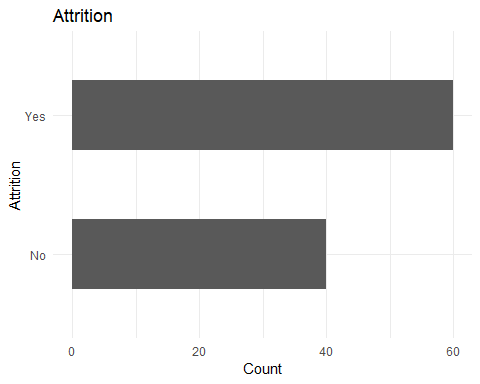 Attrition
Yes
Attrition
No
0
20
40
60
Count